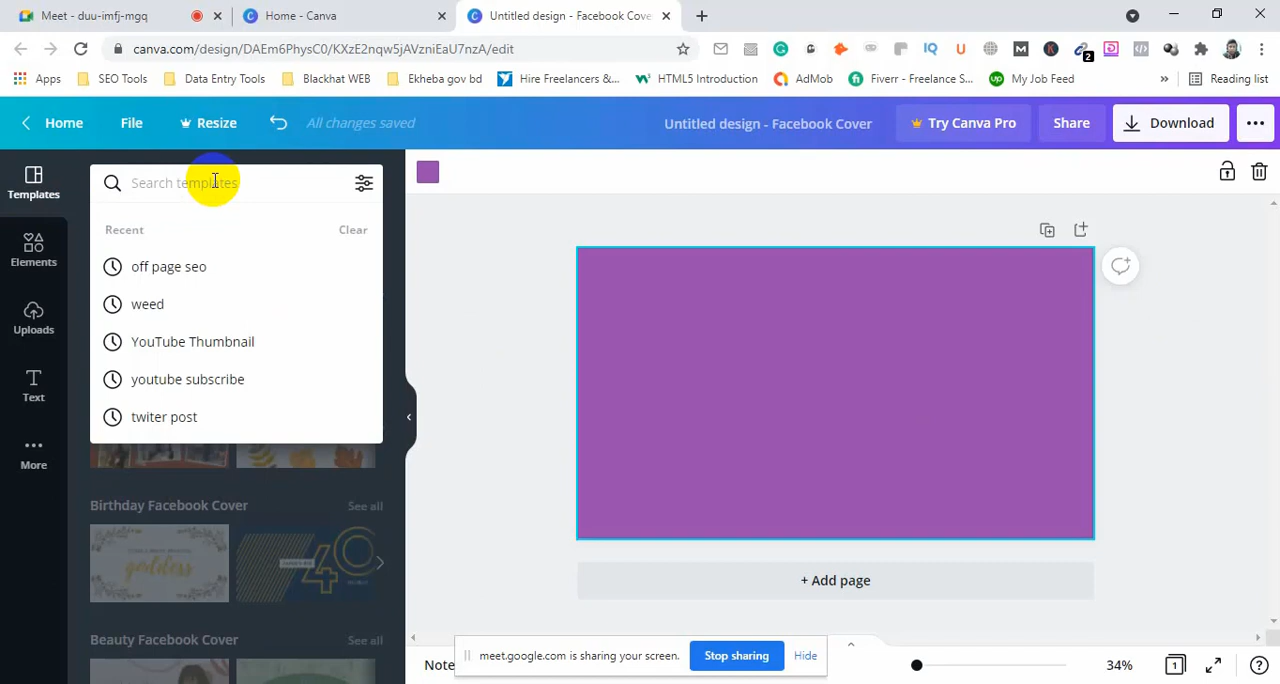 Meet - duu-imfj-mgq
Home - Canva
Untitled design - Facebook Cove
canva.com/design/DAEm6PhysC0/KXzE2nqw5jAVzniEaU7nzA/edit
Apps
SEO Tools
Data Entry Tools
Blackhat WEB
Ekheba gov bd
Hire Freelancers &...
HTML5 Introduction
AdMob
Fiverr - Freelance S...
My Job Feed
»
Reading list
Home
File
Resize
All changes saved
Untitled design - Facebook Cover
Try Canva Pro
Share
Download
Templates
Elements
Uploads
Text
More
Search templates
Recent
Clear
off page seo
weed
YouTube Thumbnail
youtube subscribe
twiter post
Birthday Facebook Cover
See all
goddess
40
Beauty Facebook Cover
See all
+ Add page
Note
meet.google.com is sharing your screen.
Stop sharing
Hide
34%
1